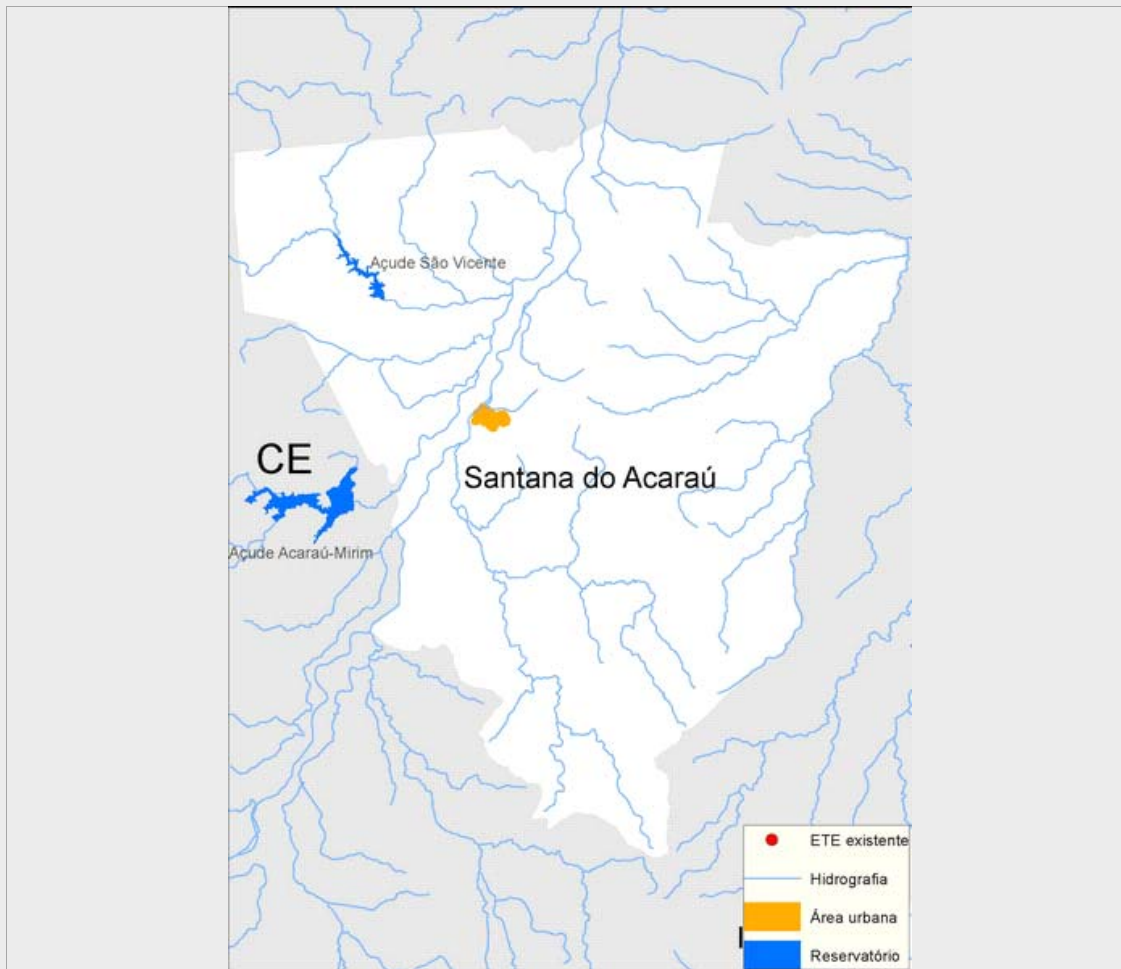 Açude São Vicente
CE
Santana do Acaraú
Açude Acaraú-Mirim
ETE existente
Hidrografia
Área urbana
Reservatório